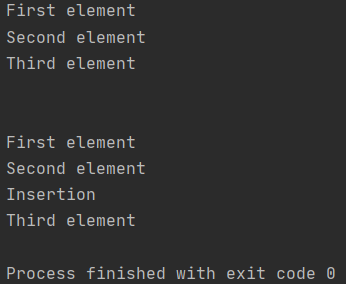 First element
Second element
Third element
First element
Second element
Insertion
Third element
Process finished with exit code 0